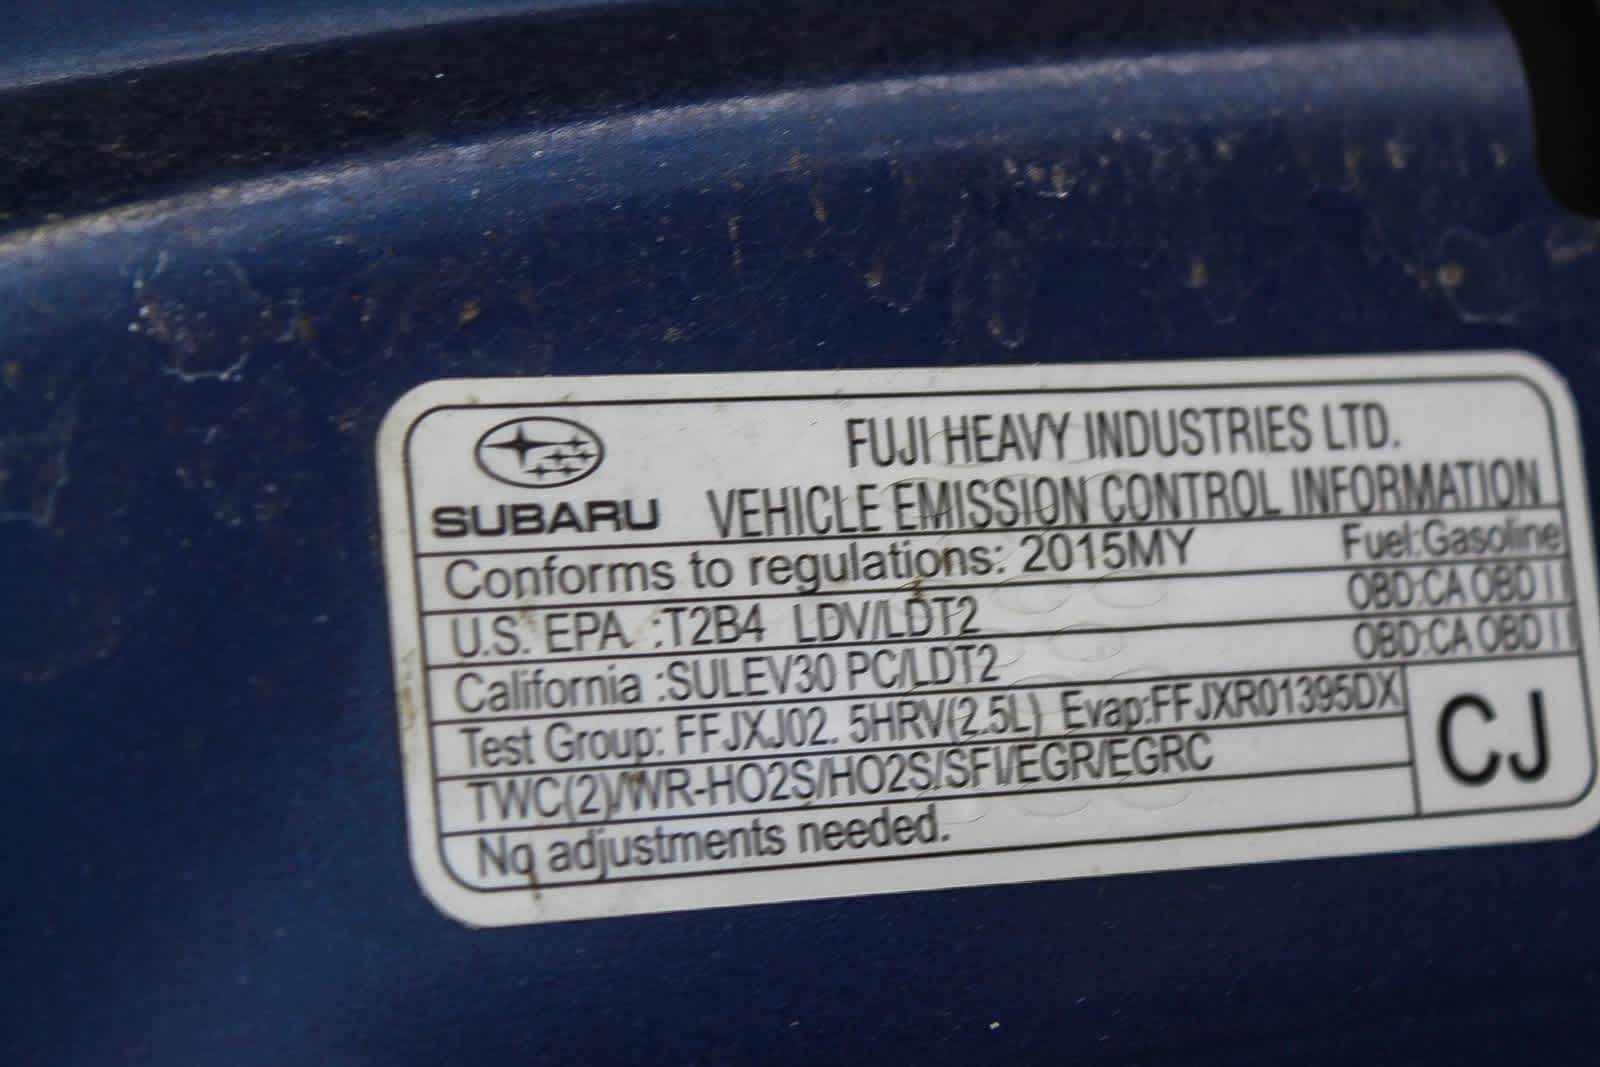 FUJI HEAVY INDUSTRIES LTD.
SUBARU VEHICLE EMISSION CONTROL INFORMATION
Conforms to regulations: 2015MY Fuel:Gasoline
U.S. EPA :T2B4 LDV/LDT2 OBD:CA OBD II
California :SULEV30 PC/LDT2 OBD:CA OBD II
Test Group: FFJXJ02. 5HRV(2.5L) Evap:FFJXR01395DX
TWC(2)/WR-HO2S/HO2S/SFI/EGR/EGRC
CJ
No adjustments needed.